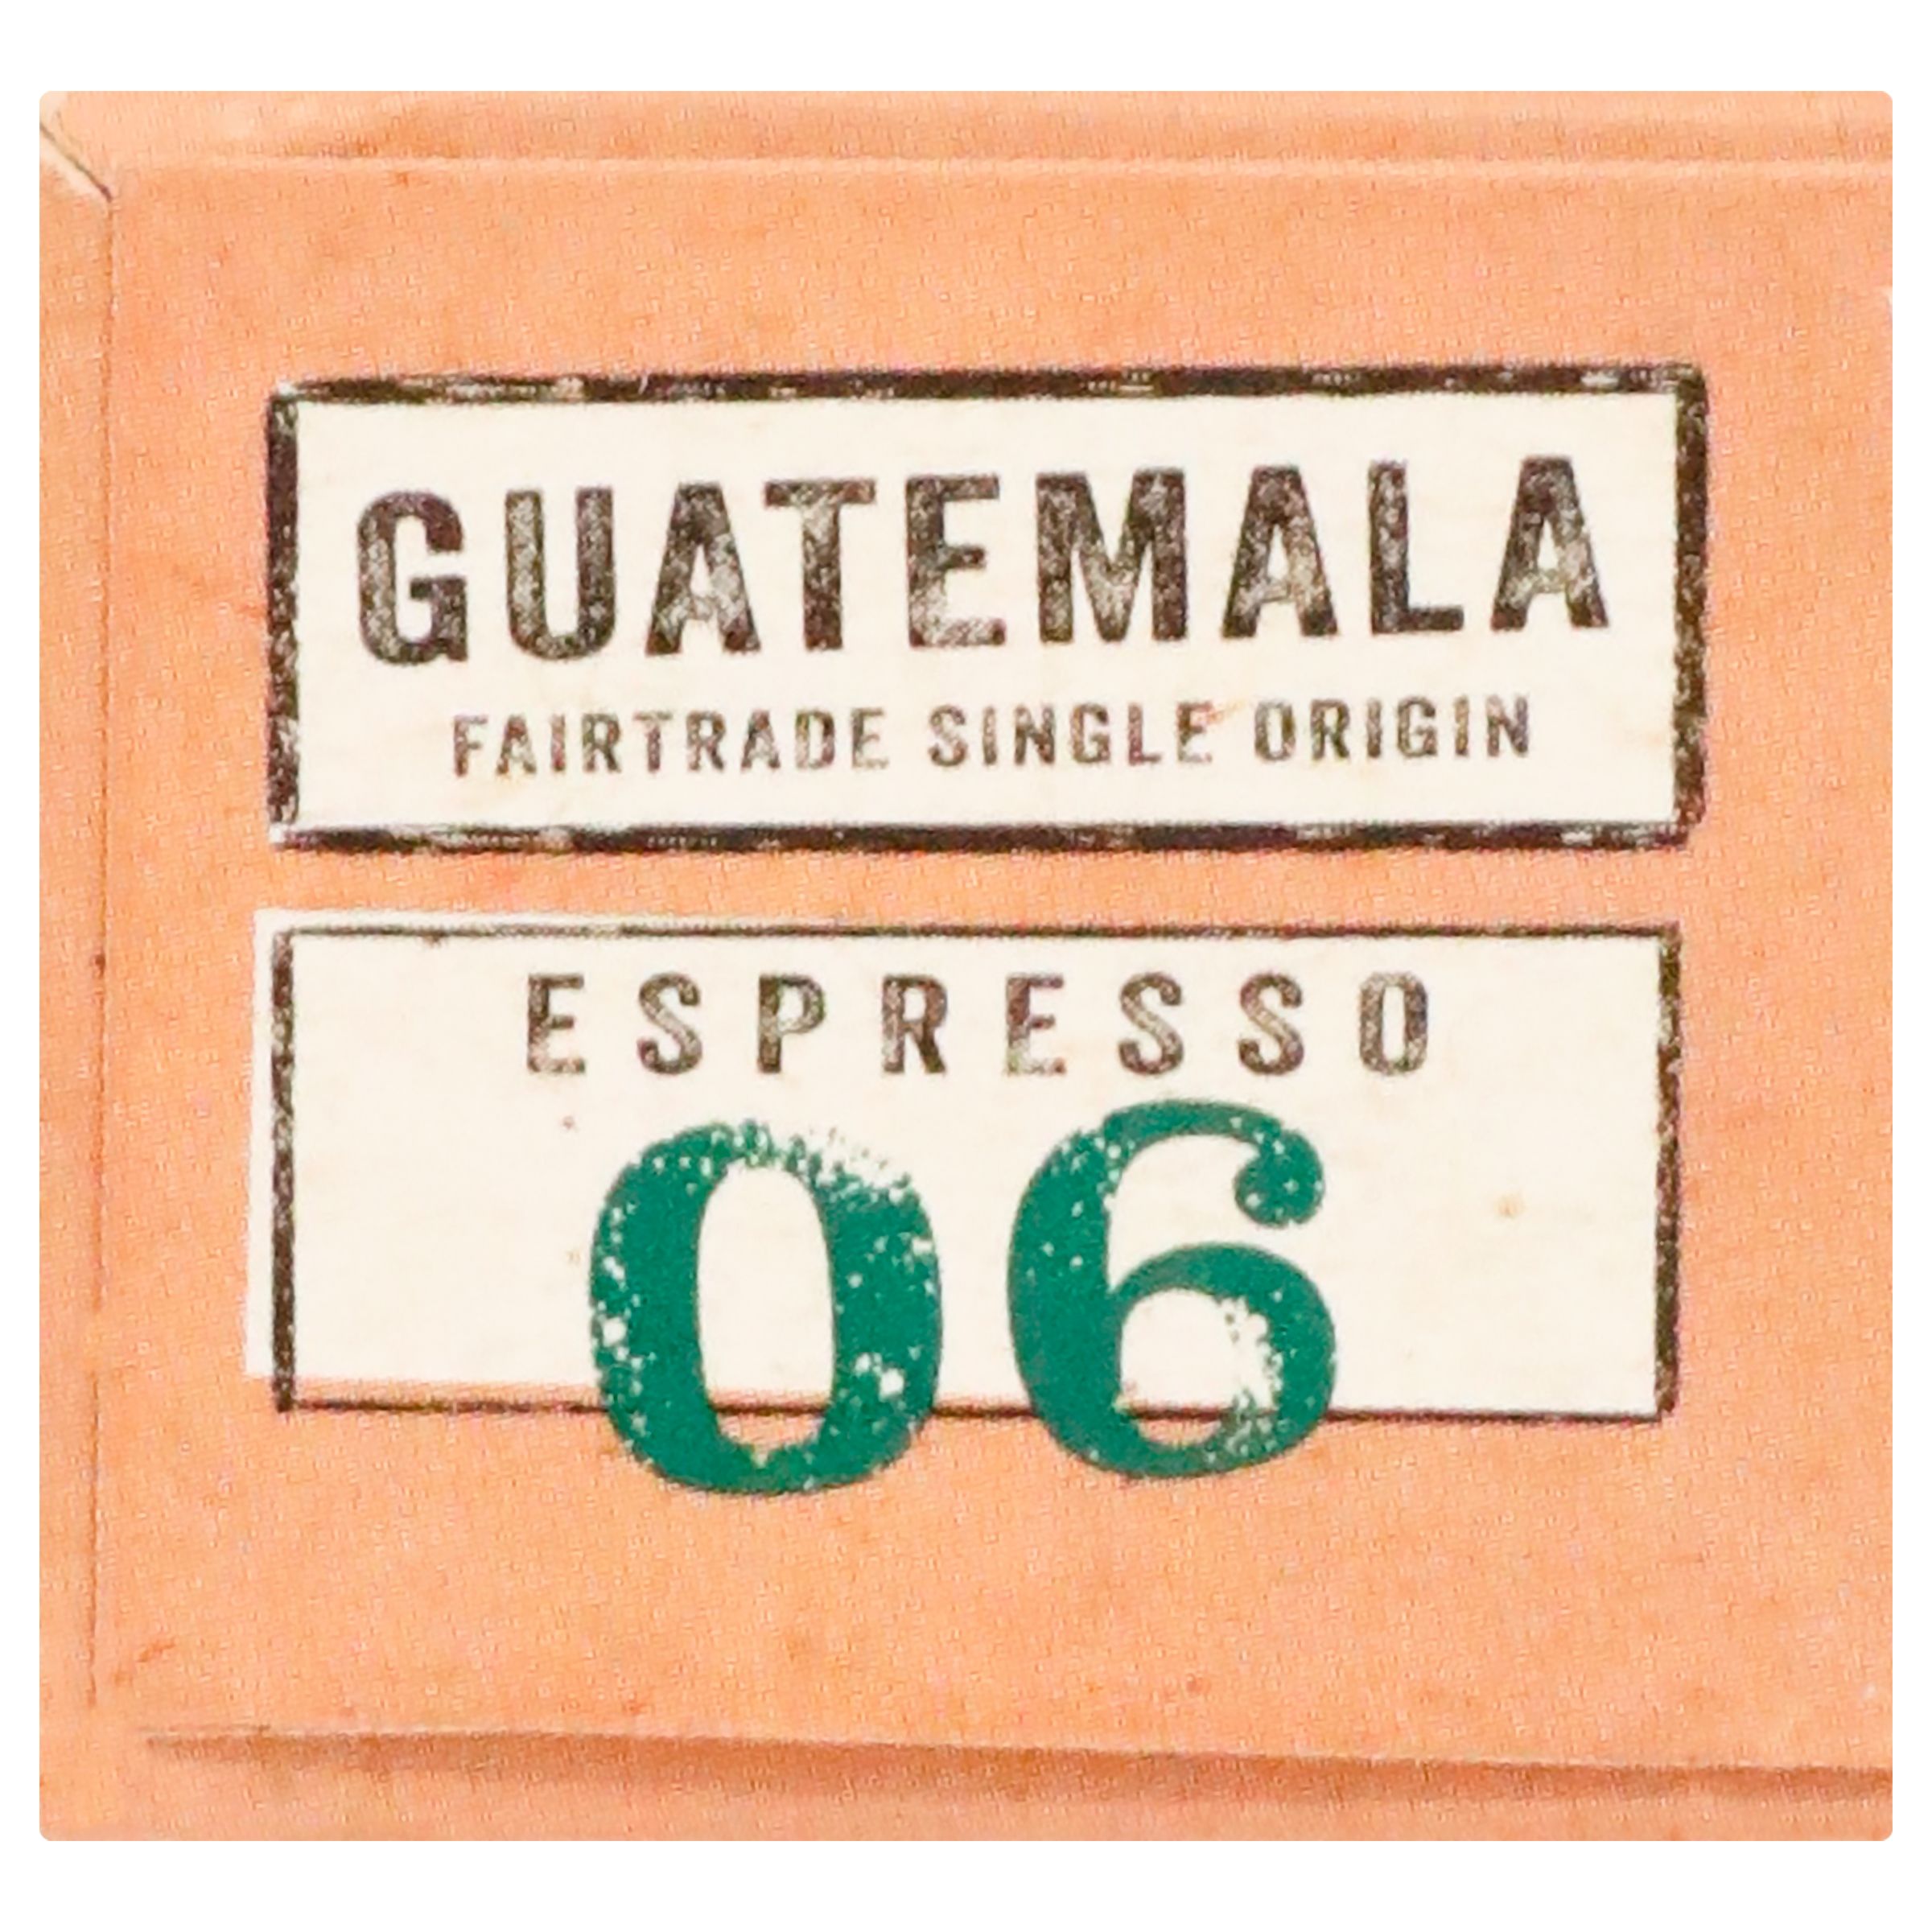 GUATEMALA
FAIRTRADE SINGLE ORIGIN
ESPRESSO
06